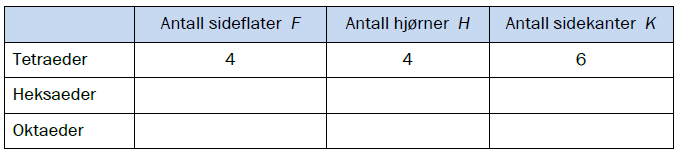 Antall sideflater F Antall hjørner H Antall sidekanter K
Tetraeder 4 4 6
Heksaeder
Oktaeder